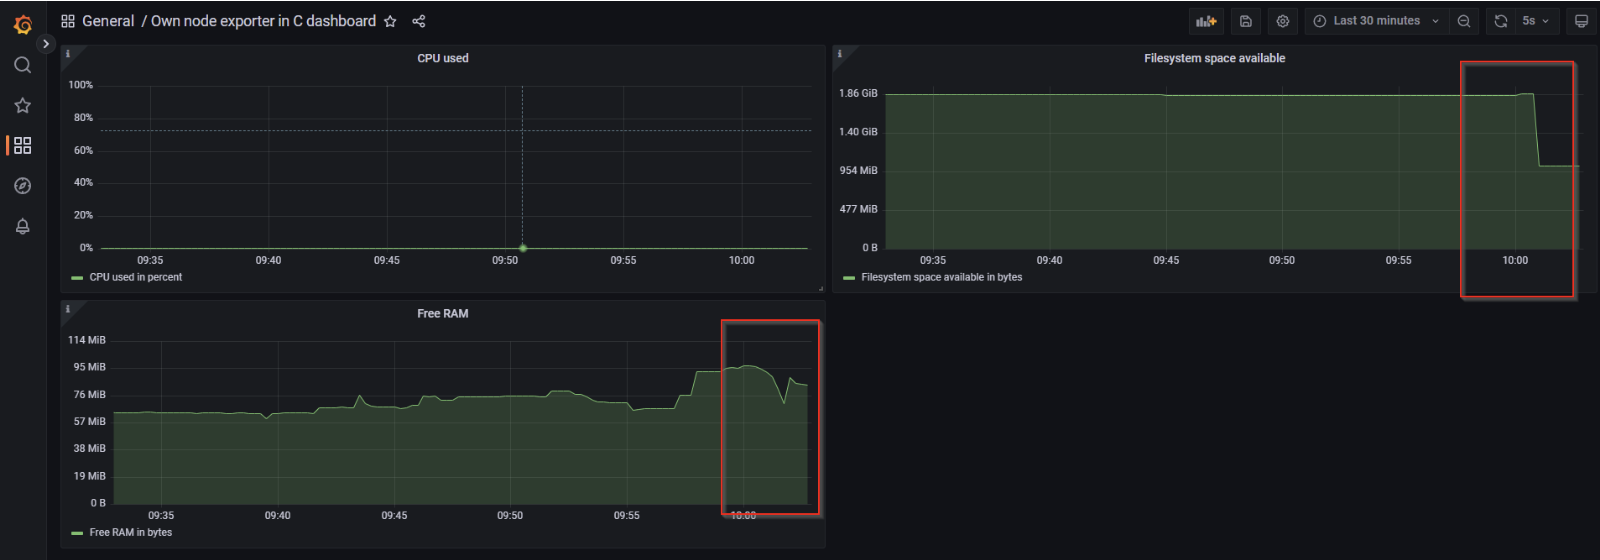 General / Own node exporter in C dashboard
Last 30 minutes
5s
CPU used
100%
80%
60%
40%
20%
0%
09:35 09:40 09:45 09:50 09:55 10:00
CPU used in percent
Filesystem space available
1.86 GiB
1.40 GiB
954 MiB
477 MiB
0 B
09:35 09:40 09:45 09:50 09:55 10:00
Filesystem space available in bytes
Free RAM
114 MiB
95 MiB
76 MiB
57 MiB
38 MiB
19 MiB
0 B
09:35 09:40 09:45 09:50 09:55 10:00
Free RAM in bytes